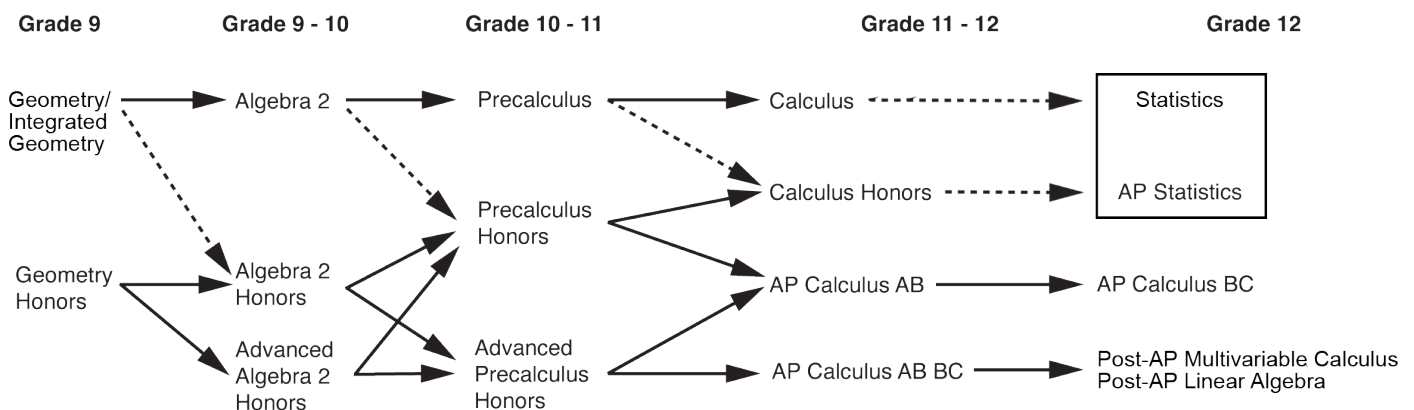 Grade 9
Grade 9 - 10
Grade 10 - 11
Grade 11 - 12
Grade 12
Geometry/
Integrated
Geometry
Algebra 2
Precalculus
Calculus
Statistics
Calculus Honors
AP Statistics
Precalculus
Honors
Geometry
Honors
Algebra 2
Honors
AP Calculus AB
AP Calculus BC
Advanced
Algebra 2
Honors
Advanced
Precalculus
Honors
AP Calculus AB BC
Post-AP Multivariable Calculus
Post-AP Linear Algebra